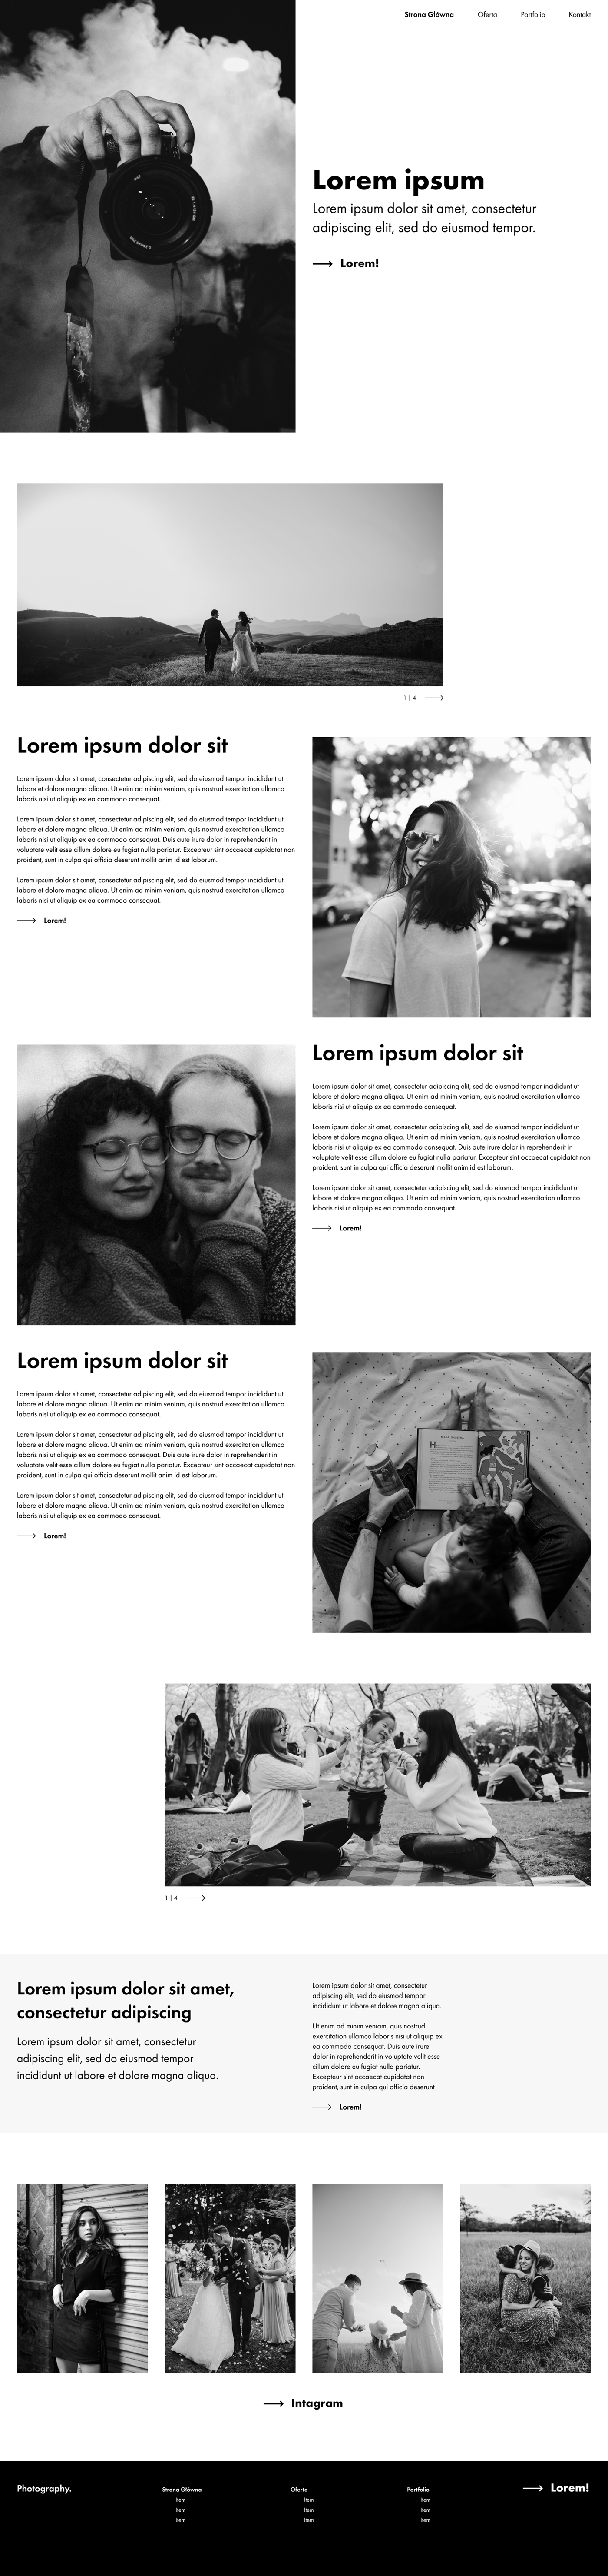 Strona Główna Oferta Portfolio Kontakt
Lorem ipsum
Lorem ipsum dolor sit amet, consectetur
adipiscing elit, sed do eiusmod tempor.
Lorem!
1 | 4
Lorem ipsum dolor sit
Lorem ipsum dolor sit amet, consectetur adipiscing elit, sed do eiusmod tempor incididunt ut
labore et dolore magna aliqua. Ut enim ad minim veniam, quis nostrud exercitation ullamco
laboris nisi ut aliquip ex ea commodo consequat.
Lorem ipsum dolor sit amet, consectetur adipiscing elit, sed do eiusmod tempor incididunt ut
labore et dolore magna aliqua. Ut enim ad minim veniam, quis nostrud exercitation ullamco
laboris nisi ut aliquip ex ea commodo consequat. Duis aute irure dolor in reprehenderit in
voluptate velit esse cillum dolore eu fugiat nulla pariatur. Excepteur sint occaecat cupidatat non
proident, sunt in culpa qui officia deserunt mollit anim id est laborum.
Lorem ipsum dolor sit amet, consectetur adipiscing elit, sed do eiusmod tempor incididunt ut
labore et dolore magna aliqua. Ut enim ad minim veniam, quis nostrud exercitation ullamco
laboris nisi ut aliquip ex ea commodo consequat.
Lorem!
Lorem ipsum dolor sit
Lorem ipsum dolor sit amet, consectetur adipiscing elit, sed do eiusmod tempor incididunt ut
labore et dolore magna aliqua. Ut enim ad minim veniam, quis nostrud exercitation ullamco
laboris nisi ut aliquip ex ea commodo consequat.
Lorem ipsum dolor sit amet, consectetur adipiscing elit, sed do eiusmod tempor incididunt ut
labore et dolore magna aliqua. Ut enim ad minim veniam, quis nostrud exercitation ullamco
laboris nisi ut aliquip ex ea commodo consequat. Duis aute irure dolor in reprehenderit in
voluptate velit esse cillum dolore eu fugiat nulla pariatur. Excepteur sint occaecat cupidatat non
proident, sunt in culpa qui officia deserunt mollit anim id est laborum.
Lorem ipsum dolor sit amet, consectetur adipiscing elit, sed do eiusmod tempor incididunt ut
labore et dolore magna aliqua. Ut enim ad minim veniam, quis nostrud exercitation ullamco
laboris nisi ut aliquip ex ea commodo consequat.
Lorem!
Lorem ipsum dolor sit
Lorem ipsum dolor sit amet, consectetur adipiscing elit, sed do eiusmod tempor incididunt ut
labore et dolore magna aliqua. Ut enim ad minim veniam, quis nostrud exercitation ullamco
laboris nisi ut aliquip ex ea commodo consequat.
Lorem ipsum dolor sit amet, consectetur adipiscing elit, sed do eiusmod tempor incididunt ut
labore et dolore magna aliqua. Ut enim ad minim veniam, quis nostrud exercitation ullamco
laboris nisi ut aliquip ex ea commodo consequat. Duis aute irure dolor in reprehenderit in
voluptate velit esse cillum dolore eu fugiat nulla pariatur. Excepteur sint occaecat cupidatat non
proident, sunt in culpa qui officia deserunt mollit anim id est laborum.
Lorem ipsum dolor sit amet, consectetur adipiscing elit, sed do eiusmod tempor incididunt ut
labore et dolore magna aliqua. Ut enim ad minim veniam, quis nostrud exercitation ullamco
laboris nisi ut aliquip ex ea commodo consequat.
Lorem!
1 | 4
Lorem ipsum dolor sit amet,
consectetur adipiscing
Lorem ipsum dolor sit amet, consectetur
adipiscing elit, sed do eiusmod tempor
incididunt ut labore et dolore magna aliqua.
Lorem ipsum dolor sit amet, consectetur
adipiscing elit, sed do eiusmod tempor
incididunt ut labore et dolore magna aliqua.
Ut enim ad minim veniam, quis nostrud
exercitation ullamco laboris nisi ut aliquip ex
ea commodo consequat. Duis aute irure
dolor in reprehenderit in voluptate velit esse
cillum dolore eu fugiat nulla pariatur.
Excepteur sint occaecat cupidatat non
proident, sunt in culpa qui officia deserunt
Lorem!
Intagram
Photography.
Strona Główna
Item
Item
Item
Oferta
Item
Item
Item
Portfolio
Item
Item
Item
Lorem!